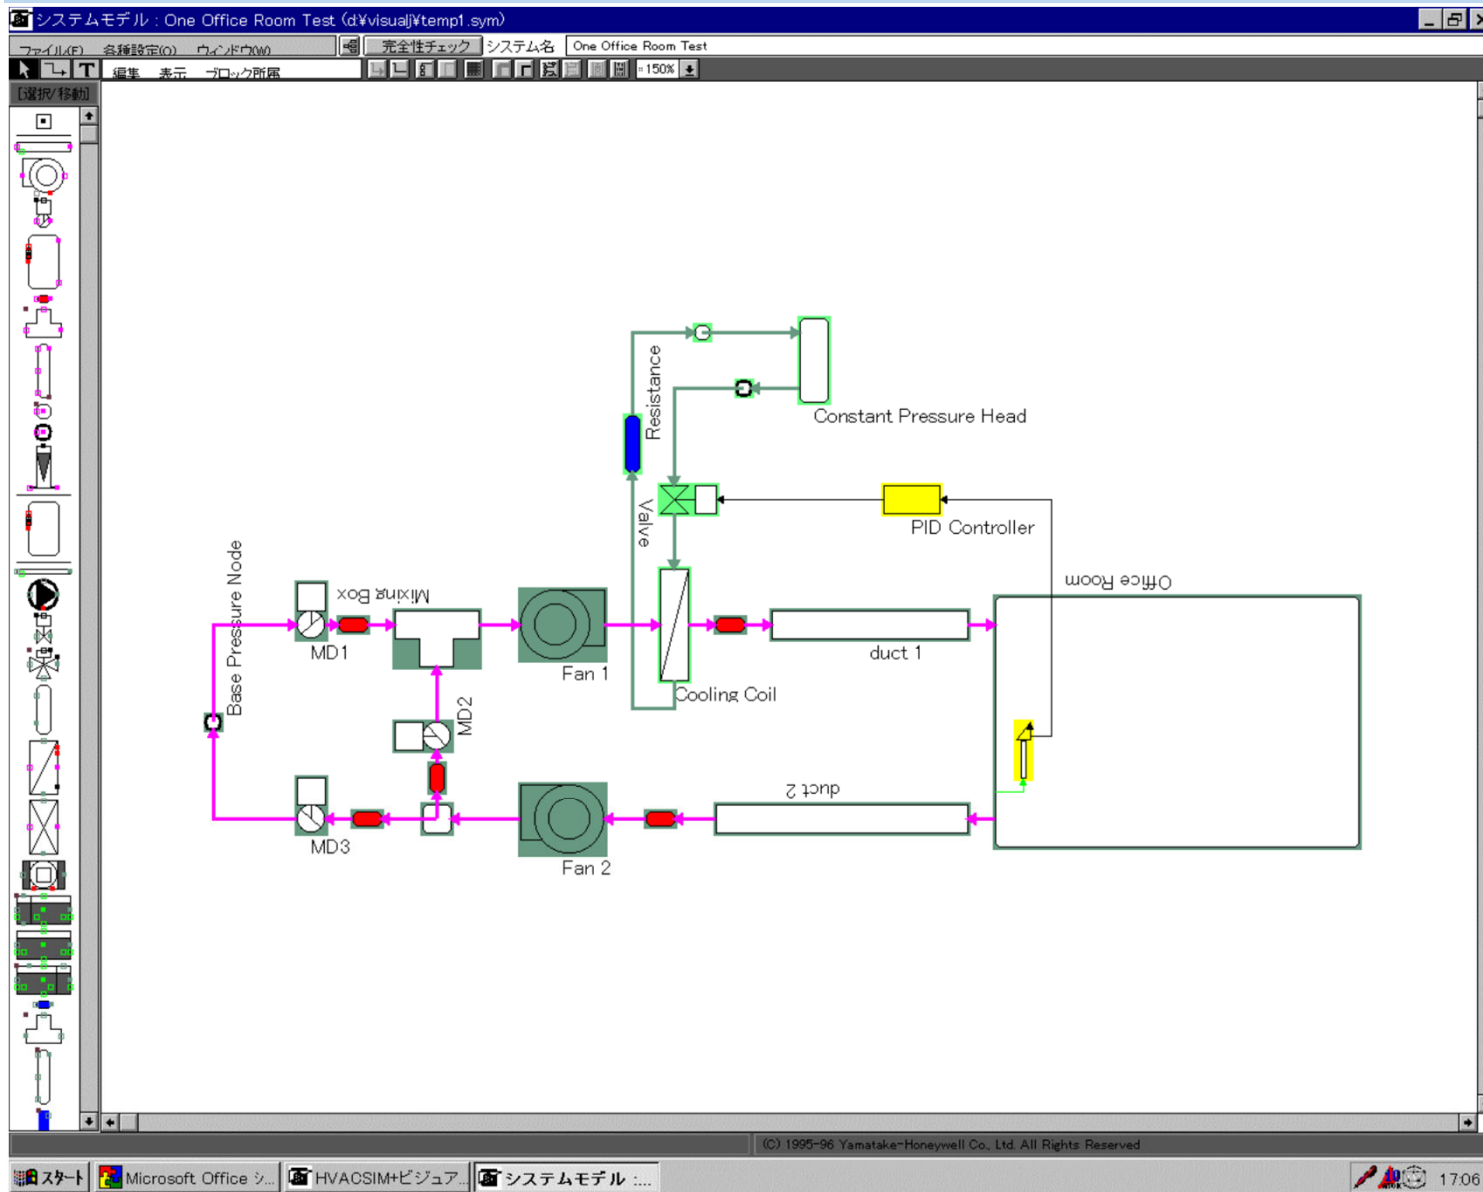 システムモデル : One Office Room Test (d:¥visualj¥temp1.sym)
ファイル(F) 各種設定(O) ウィンドウ(W) 完全性チェック システム名 One Office Room Test
編集 表示 ブロック所属 150%
[選択/移動]
Resistance
Constant Pressure Head
Valve
PID Controller
Office Room
Base Pressure Node
Mixing Box
MD1
Fan 1
duct 1
Cooling Coil
MD2
duct 2
MD3
Fan 2
(C) 1995-96 Yamatake-Honeywell Co., Ltd. All Rights Reserved
スタート Microsoft Office シ... HVACSIM+ビジュア... システムモデル :... 17:06